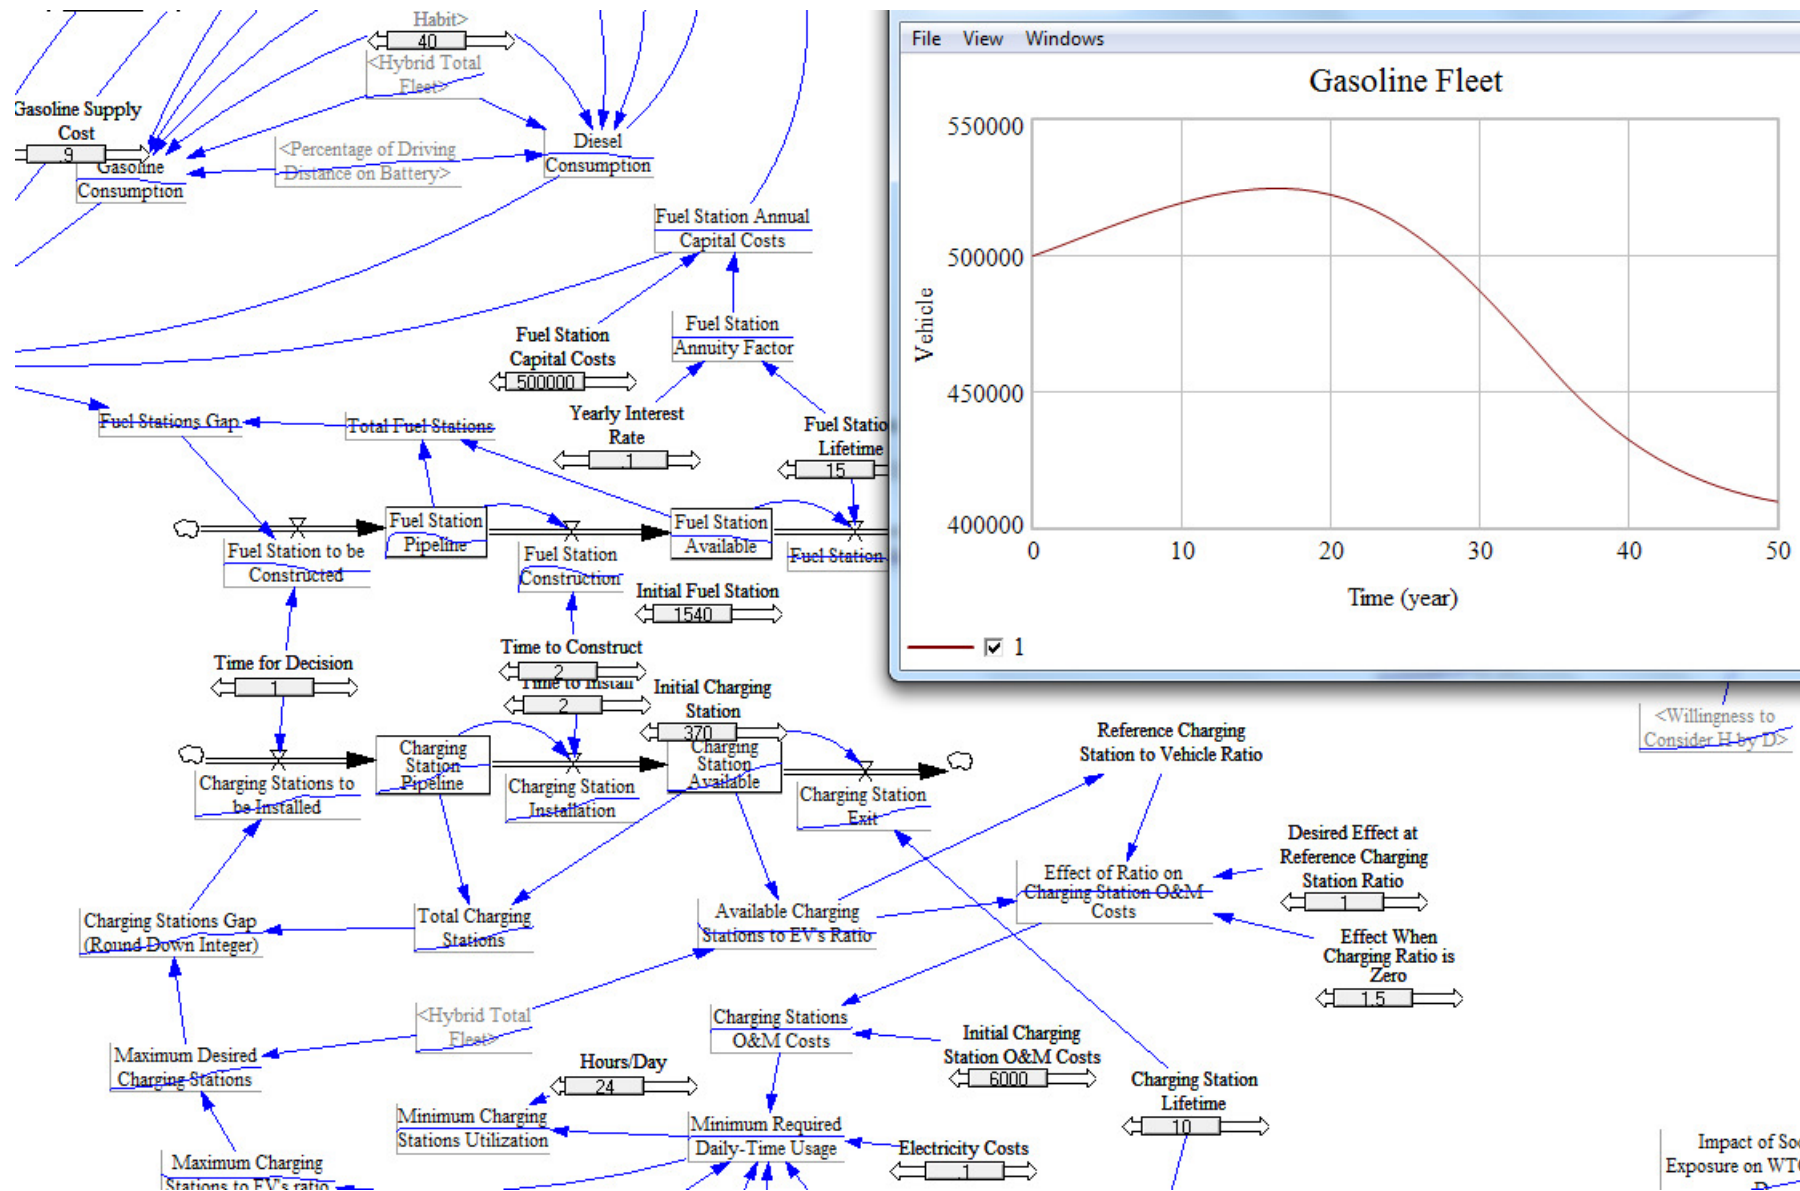 Habit>
40
<Hybrid Total
Fleet>
Gasoline Supply
Cost
.9
Gasoline
Consumption
<Percentage of Driving
Distance on Battery>
Diesel
Consumption
Fuel Station Annual
Capital Costs
Fuel Station
Capital Costs
500000
Fuel Station
Annuity Factor
Yearly Interest
Rate
.1
Fuel Statio
Lifetime
15
Fuel Stations Gap
Total Fuel Stations
Fuel Station to be
Constructed
Fuel Station
Pipeline
Fuel Station
Construction
Fuel Station
Available
Fuel Station
Initial Fuel Station
1540
Time for Decision
1
Time to Construct
2
Time to Install
2
Initial Charging
Station
370
Charging Stations to
be Installed
Charging
Station
Pipeline
Charging Station
Installation
Charging
Station
Available
Charging Station
Exit
Reference Charging
Station to Vehicle Ratio
<Willingness to
Consider H by D>
Desired Effect at
Reference Charging
Station Ratio
1
Effect of Ratio on
Charging Station O&M
Costs
Effect When
Charging Ratio is
Zero
1.5
Charging Stations Gap
(Round Down Integer)
Total Charging
Stations
Available Charging
Stations to EV's Ratio
<Hybrid Total
Fleet>
Charging Stations
O&M Costs
Initial Charging
Station O&M Costs
6000
Maximum Desired
Charging Stations
Hours/Day
24
Charging Station
Lifetime
10
Minimum Charging
Stations Utilization
Minimum Required
Daily-Time Usage
Electricity Costs
.1
Maximum Charging
Stations to EV's ratio
Impact of Soc
Exposure on WTC
File View Windows
Gasoline Fleet
550000
500000
450000
400000
Vehicle
0 10 20 30 40 50
Time (year)
1